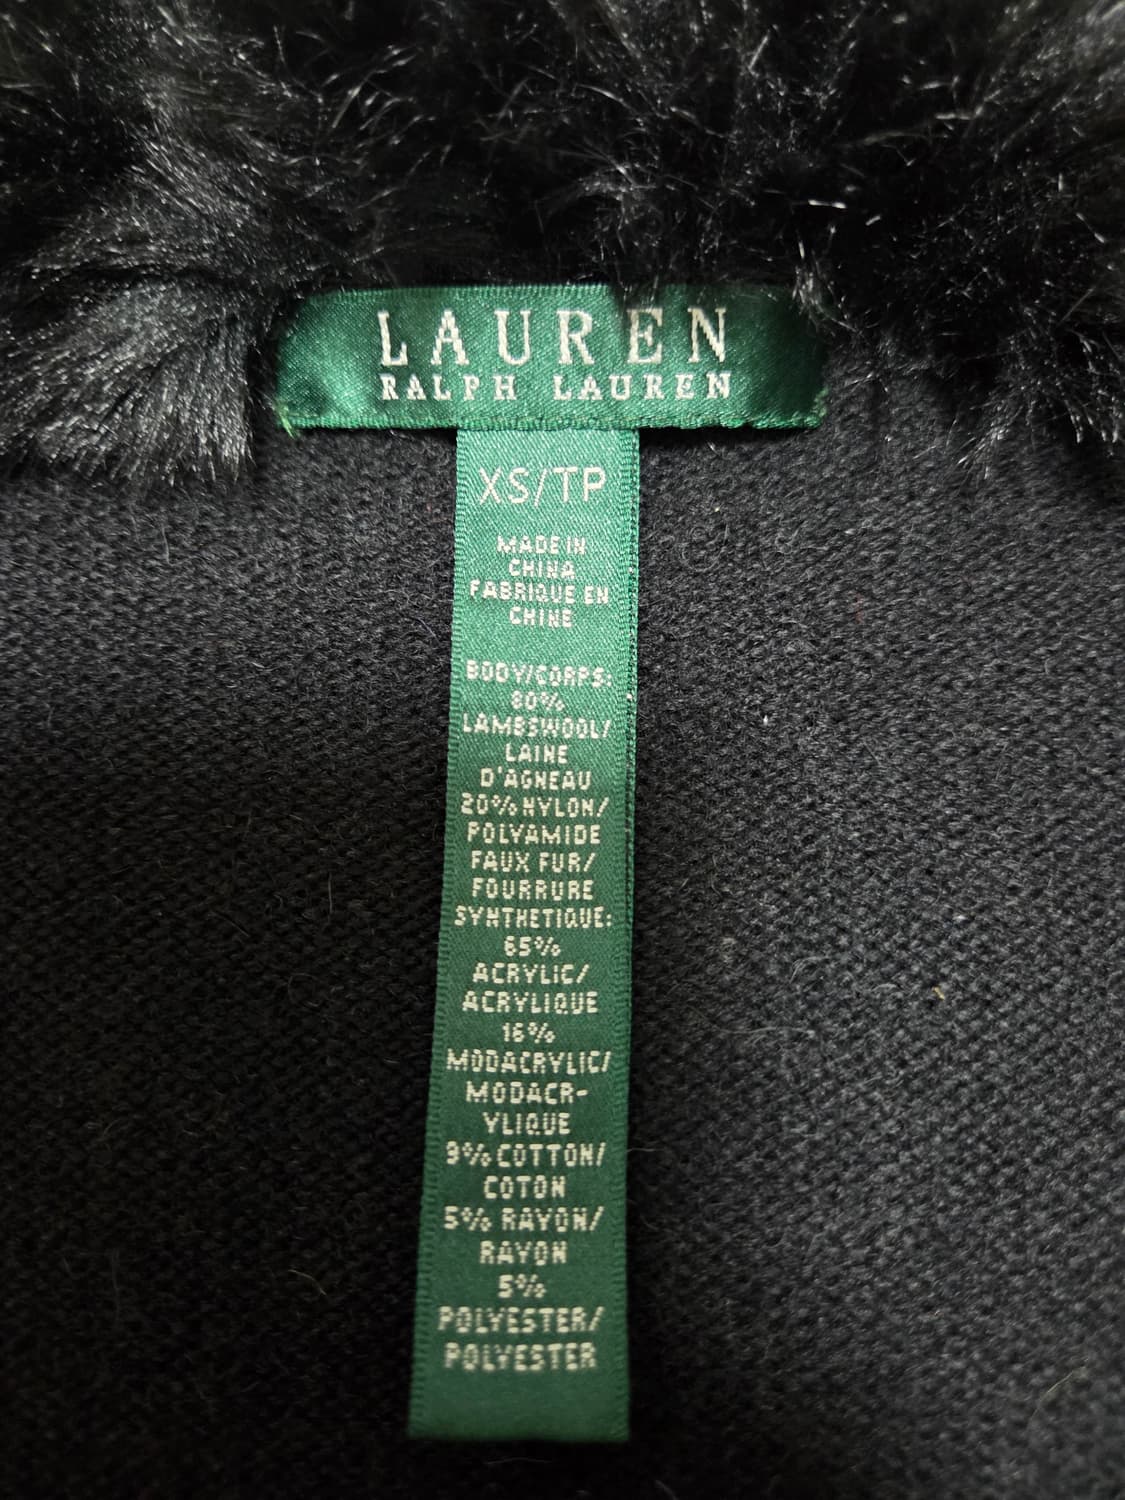 LAUREN
RALPH LAUREN
XS/TP
MADE IN
CHINA
FABRIQUE EN
CHINE
BODY/CORPS:
80%
LAMBSWOOL/
LAINE
D'AGNEAU
20% NYLON/
POLYAMIDE
FAUX FUR/
FOURRURE
SYNTHETIQUE:
65%
ACRYLIC/
ACRYLIQUE
16%
MODACRYLIC/
MODACR-
YLIQUE
9% COTTON/
COTON
5% RAYON/
RAYON
5%
POLYESTER/
POLYESTER